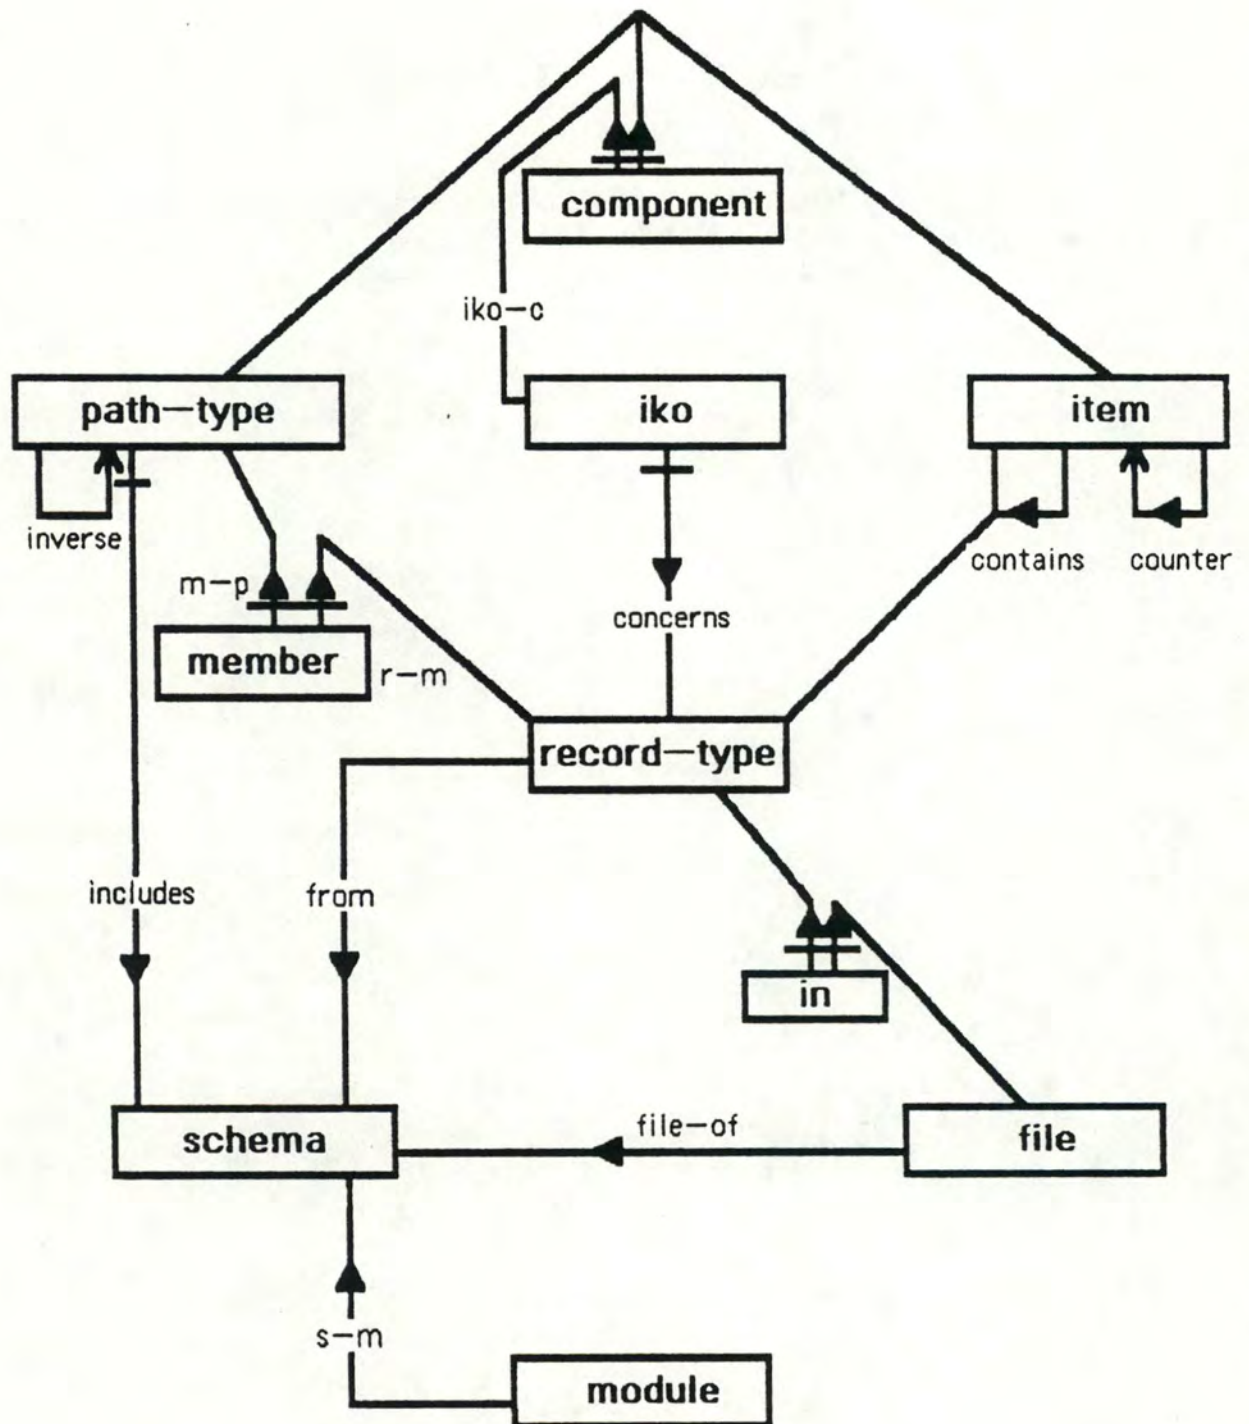 component
iko-c
path-type
iko
item
inverse
contains
counter
m-p
concerns
member
r-m
record-type
includes
from
in
file-of
schema
file
s-m
module